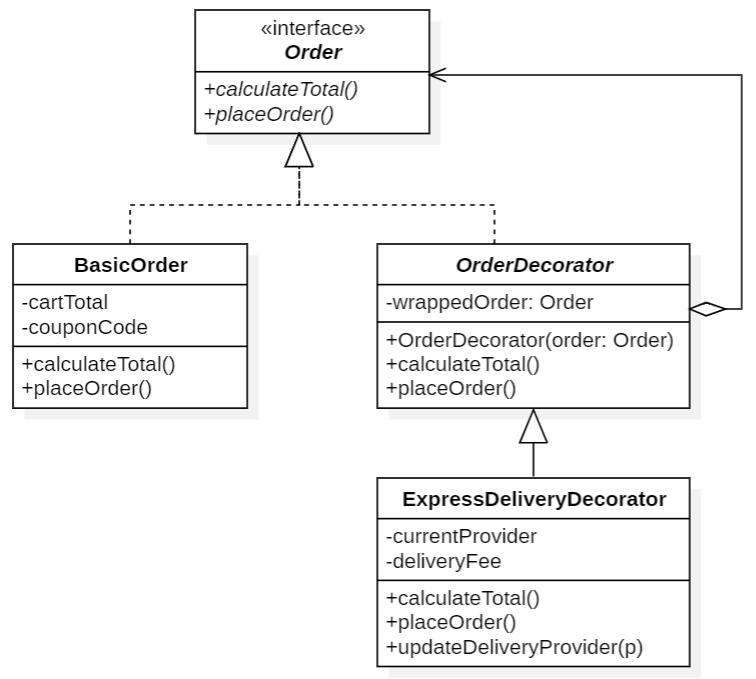 «interface»
Order
+calculateTotal()
+placeOrder()
BasicOrder
-cartTotal
-couponCode
+calculateTotal()
+placeOrder()
OrderDecorator
-wrappedOrder: Order
+OrderDecorator(order: Order)
+calculateTotal()
+placeOrder()
ExpressDeliveryDecorator
-currentProvider
-deliveryFee
+calculateTotal()
+placeOrder()
+updateDeliveryProvider(p)